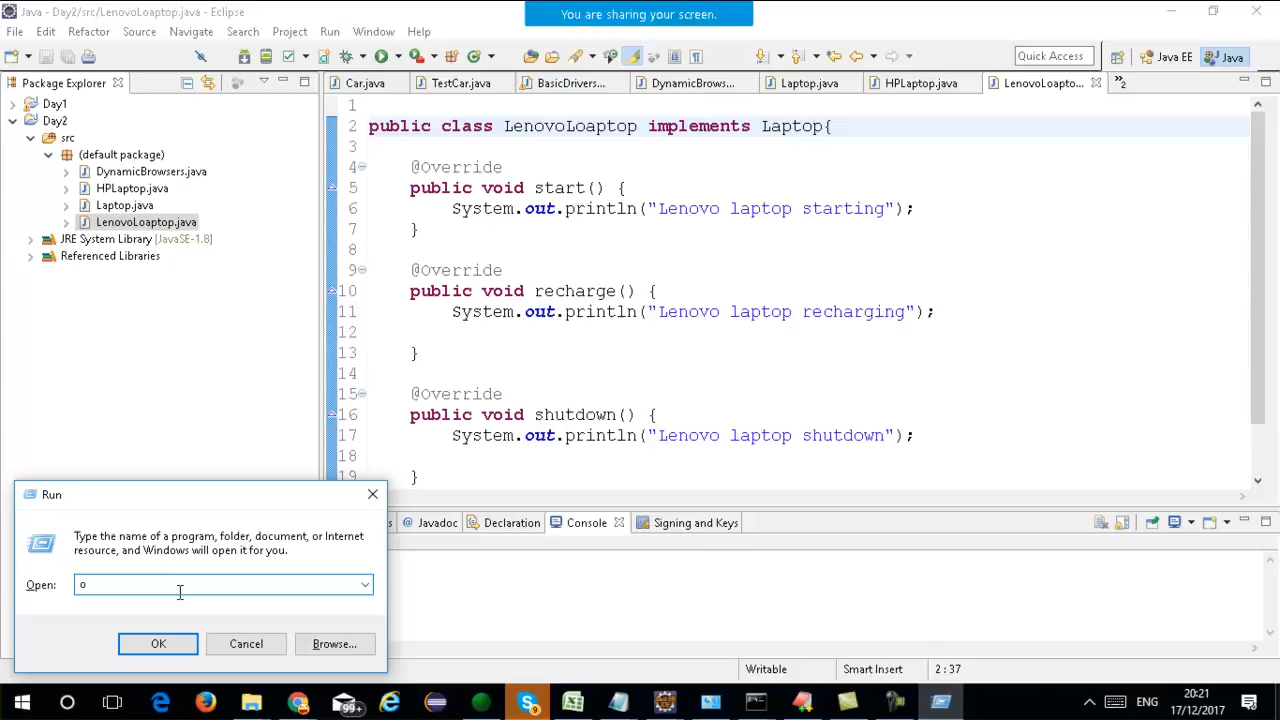 Java - Day2/src/LenovoLoaptop.java - Eclipse
You are sharing your screen.
File Edit Refactor Source Navigate Search Project Run Window Help
Quick Access
Java EE
Java
Package Explorer
Car.java
TestCar.java
BasicDrivers...
DynamicBrows...
Laptop.java
HPLaptop.java
LenovoLoapto...
»2
Day1
Day2
src
(default package)
DynamicBrowsers.java
HPLaptop.java
Laptop.java
LenovoLoaptop.java
JRE System Library [JavaSE-1.8]
Referenced Libraries
1
2 public class LenovoLoaptop implements Laptop{
3
4 @Override
5 public void start() {
6 System.out.println("Lenovo laptop starting");
7 }
8
9 @Override
10 public void recharge() {
11 System.out.println("Lenovo laptop recharging");
12
13 }
14
15 @Override
16 public void shutdown() {
17 System.out.println("Lenovo laptop shutdown");
18
19 }
Javadoc
Declaration
Console
Signing and Keys
Run
Type the name of a program, folder, document, or Internet
resource, and Windows will open it for you.
Open: o
OK
Cancel
Browse...
Writable
Smart Insert
2 : 37
99+
9
ENG
20:21
17/12/2017